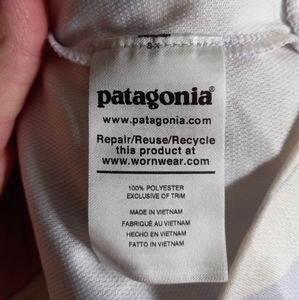 patagonia®
www.patagonia.com
Repair/Reuse/Recycle
this product at
www.wornwear.com
100% POLYESTER
EXCLUSIVE OF TRIM
MADE IN VIETNAM
FABRIQUÉ AU VIETNAM
HECHO EN VIETNAM
FATTO IN VIETNAM